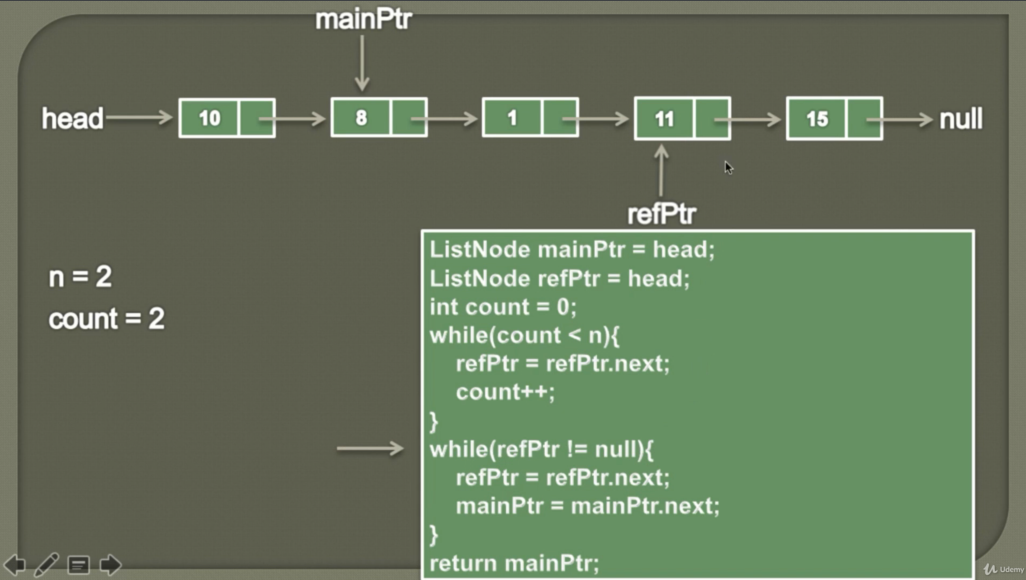 mainPtr
head 10 8 1 11 15 null
refPtr
n = 2
count = 2
ListNode mainPtr = head;
ListNode refPtr = head;
int count = 0;
while(count < n){
refPtr = refPtr.next;
count++;
}
while(refPtr != null){
refPtr = refPtr.next;
mainPtr = mainPtr.next;
}
return mainPtr;
Udemy